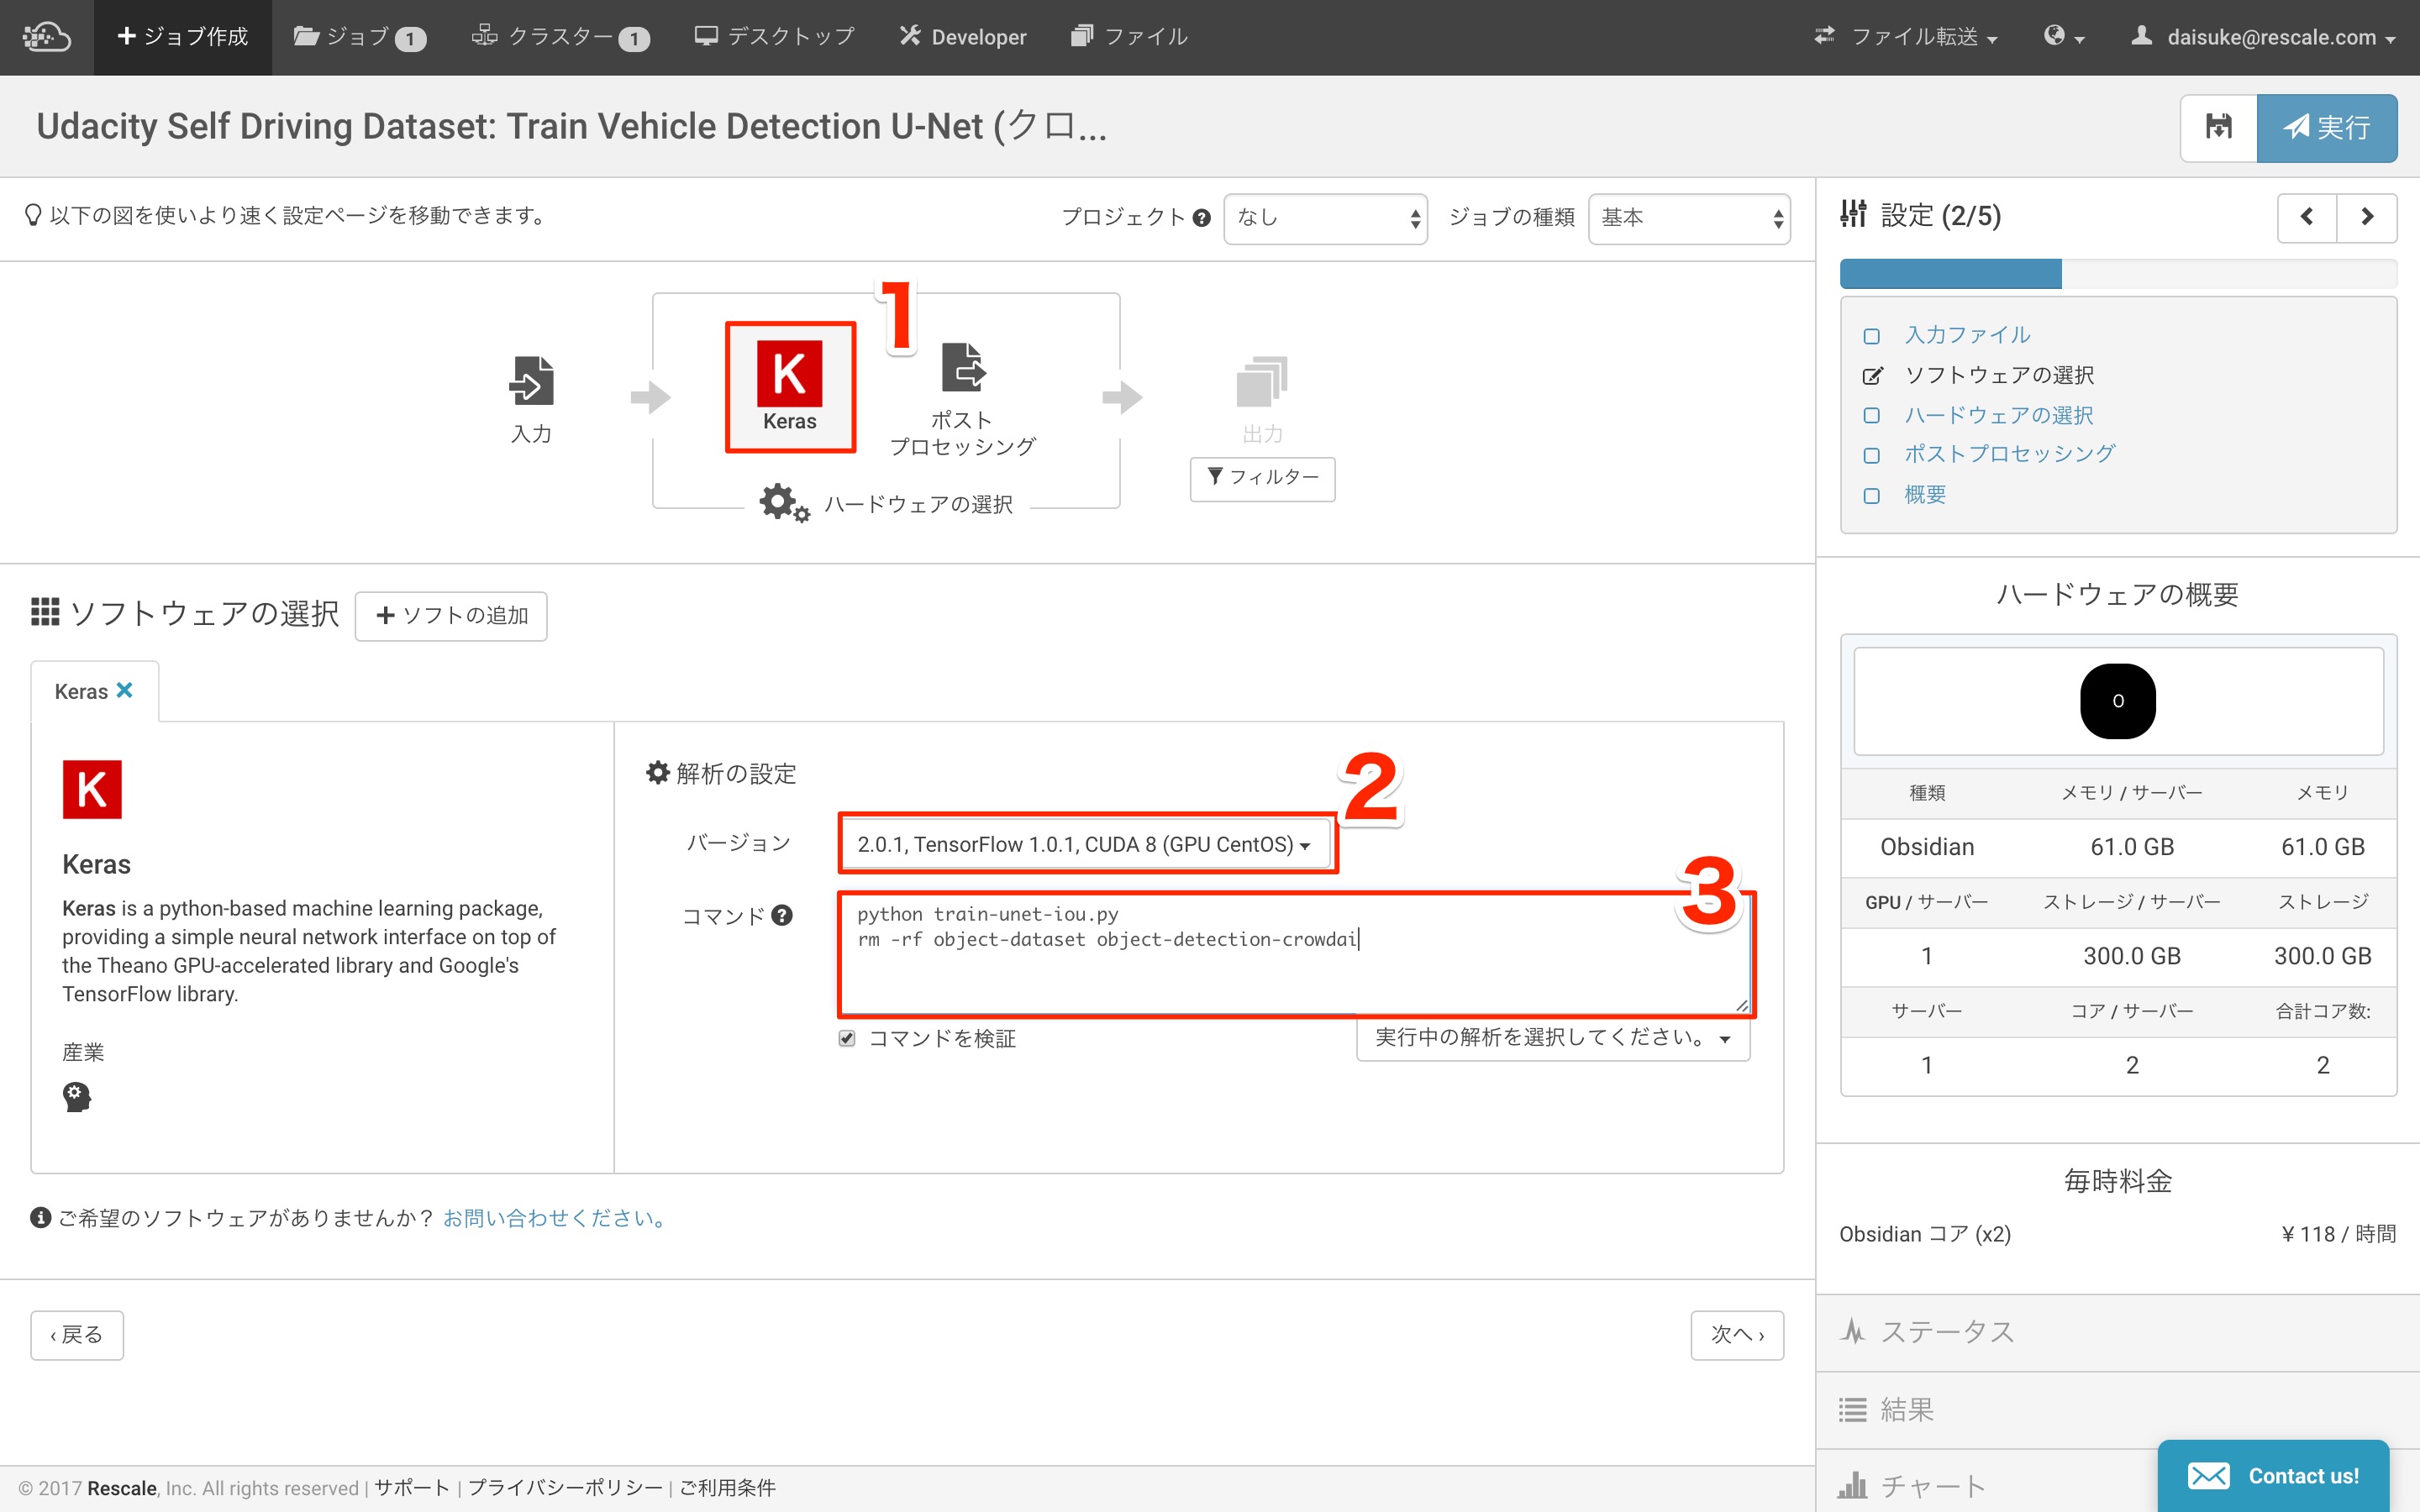 ジョブ作成
ジョブ 1
クラスター 1
デスクトップ
Developer
ファイル
ファイル転送
daisuke@rescale.com
Udacity Self Driving Dataset: Train Vehicle Detection U-Net (クロ...
実行
以下の図を使いより速く設定ページを移動できます。
プロジェクト ? なし
ジョブの種類 基本
設定 (2/5)
1
入力
K
Keras
ポスト
プロセッシング
ハードウェアの選択
出力
フィルター
入力ファイル
ソフトウェアの選択
ハードウェアの選択
ポストプロセッシング
概要
ソフトウェアの選択
ソフトの追加
Keras
K
Keras
Keras is a python-based machine learning package,
providing a simple neural network interface on top of
the Theano GPU-accelerated library and Google's
TensorFlow library.
産業
解析の設定
2
バージョン 2.0.1, TensorFlow 1.0.1, CUDA 8 (GPU CentOS)
3
コマンド ? python train-unet-iou.py
rm -rf object-dataset object-detection-crowdai
コマンドを検証
実行中の解析を選択してください。
ご希望のソフトウェアがありませんか? お問い合わせください。
‹ 戻る
次へ ›
ハードウェアの概要
O
種類 メモリ / サーバー メモリ
Obsidian 61.0 GB 61.0 GB
GPU / サーバー ストレージ / サーバー ストレージ
1 300.0 GB 300.0 GB
サーバー コア / サーバー 合計コア数:
1 2 2
毎時料金
Obsidian コア (x2) ¥ 118 / 時間
ステータス
結果
チャート
Contact us!
© 2017 Rescale, Inc. All rights reserved | サポート | プライバシーポリシー | ご利用条件